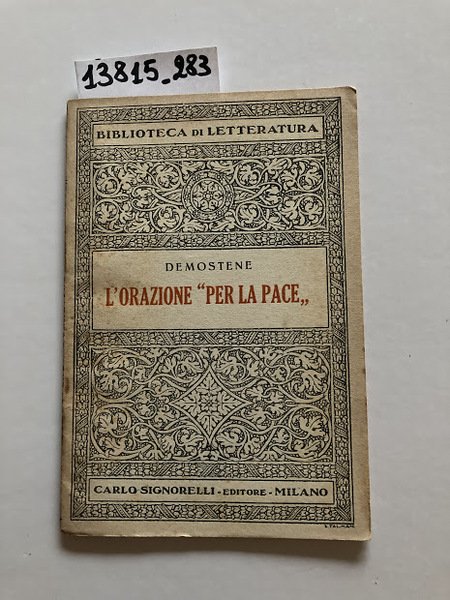 13815_283
BIBLIOTECA DI LETTERATURA
DEMOSTENE
L'ORAZIONE "PER LA PACE„
CARLO SIGNORELLI - EDITORE - MILANO